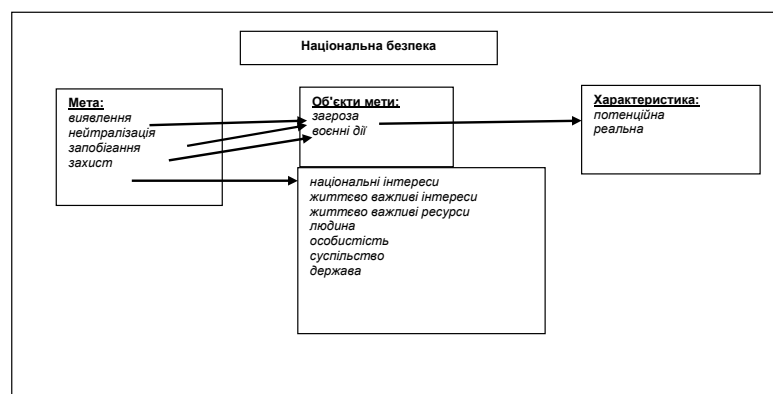 Національна безпека
Мета:
виявлення
нейтралізація
запобігання
захист
Об'єкти мети:
загроза
воєнні дії
національні інтереси
життєво важливі інтереси
життєво важливі ресурси
людина
особистість
суспільство
держава
Характеристика:
потенційна
реальна